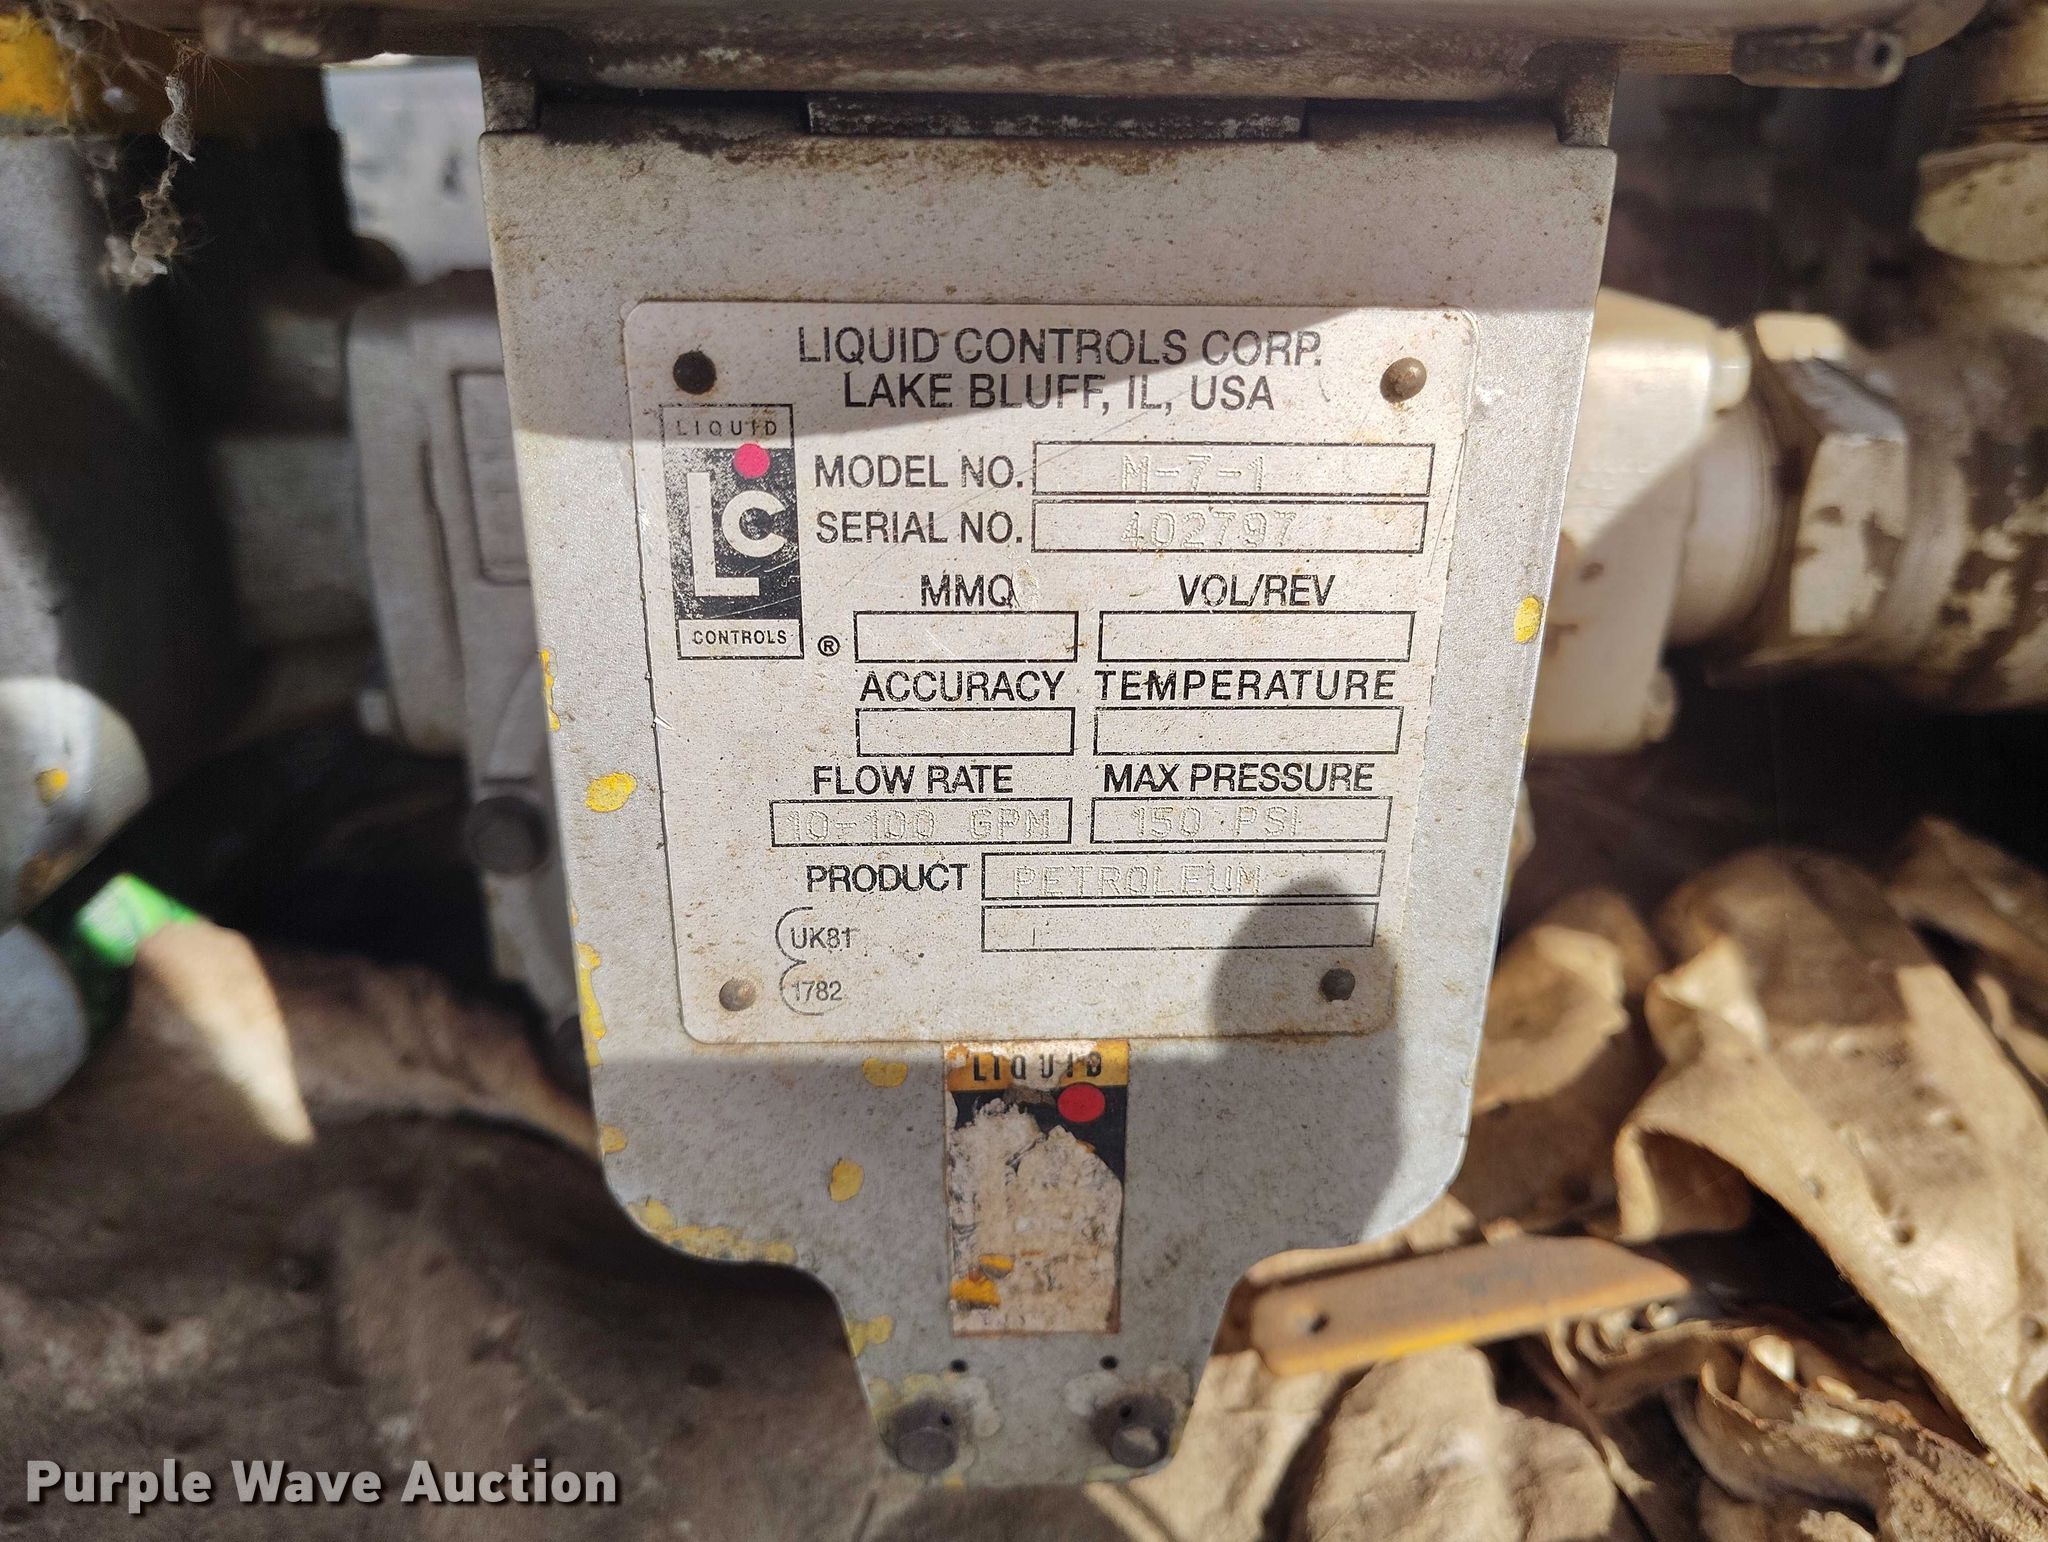 LIQUID CONTROLS CORP.
LAKE BLUFF, IL, USA
LIQUID
LC
CONTROLS
®
MODEL NO. M-7-1
SERIAL NO. 402797
MMQ VOL/REV
ACCURACY TEMPERATURE
FLOW RATE MAX PRESSURE
10-100 GPM 150 PSI
PRODUCT PETROLEUM
UK81
1782
LIQUID
Purple Wave Auction